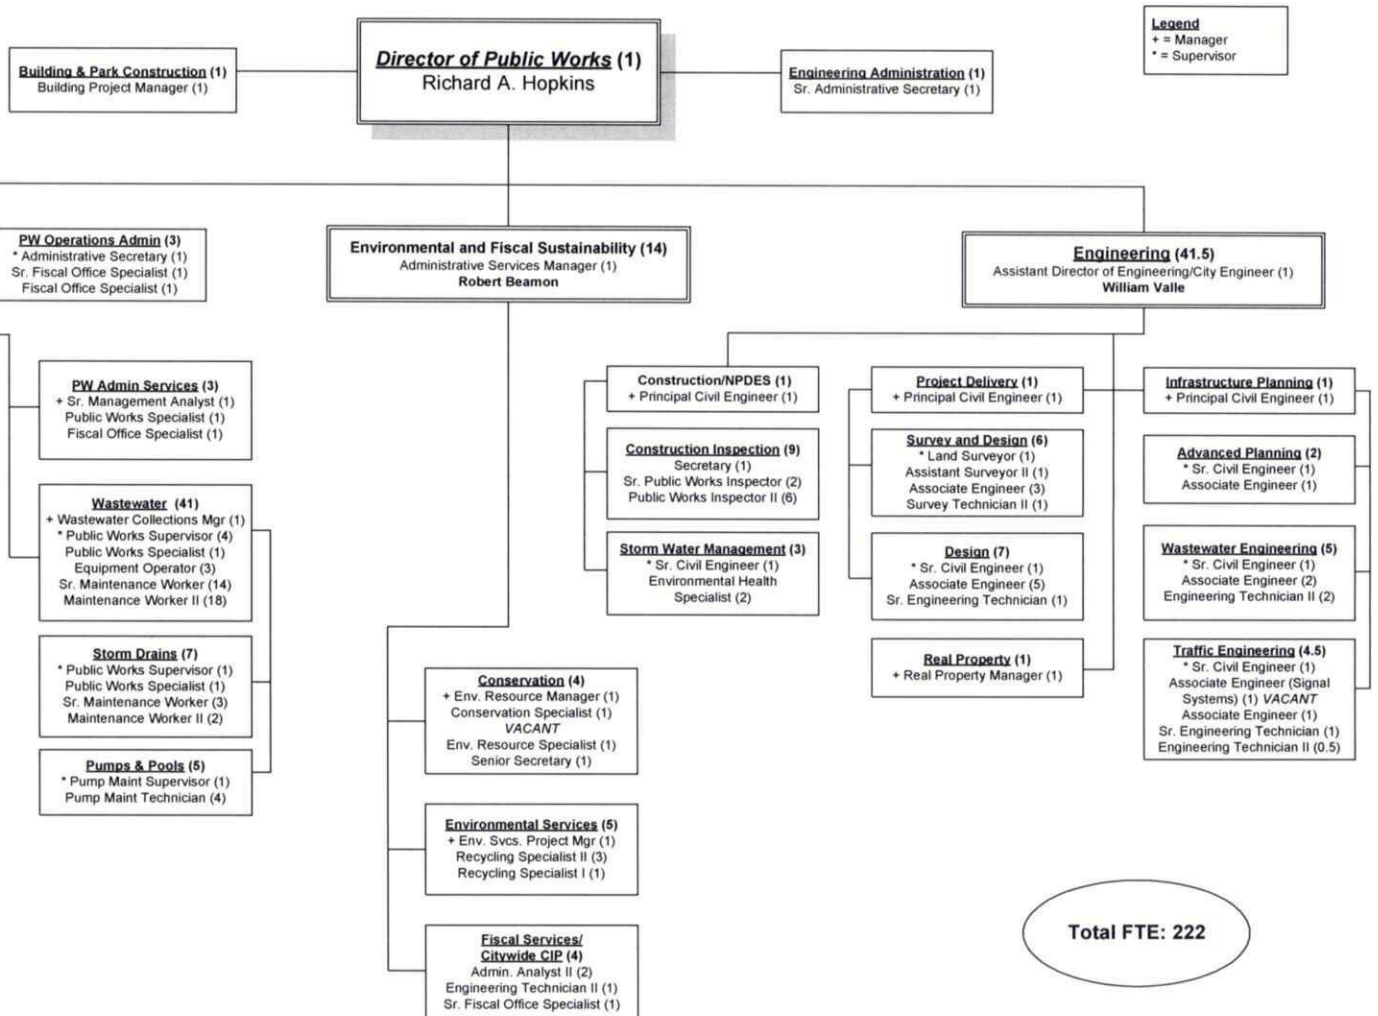 Building & Park Construction (1)
Building Project Manager (1)
Director of Public Works (1)
Richard A. Hopkins
Engineering Administration (1)
Sr. Administrative Secretary (1)
Legend
+ = Manager
* = Supervisor
PW Operations Admin (3)
* Administrative Secretary (1)
Sr. Fiscal Office Specialist (1)
Fiscal Office Specialist (1)
Environmental and Fiscal Sustainability (14)
Administrative Services Manager (1)
Robert Beamon
Engineering (41.5)
Assistant Director of Engineering/City Engineer (1)
William Valle
PW Admin Services (3)
+ Sr. Management Analyst (1)
Public Works Specialist (1)
Fiscal Office Specialist (1)
Wastewater (41)
+ Wastewater Collections Mgr (1)
* Public Works Supervisor (4)
Public Works Specialist (1)
Equipment Operator (3)
Sr. Maintenance Worker (14)
Maintenance Worker II (18)
Storm Drains (7)
* Public Works Supervisor (1)
Public Works Specialist (1)
Sr. Maintenance Worker (3)
Maintenance Worker II (2)
Pumps & Pools (5)
* Pump Maint Supervisor (1)
Pump Maint Technician (4)
Conservation (4)
+ Env. Resource Manager (1)
Conservation Specialist (1)
VACANT
Env. Resource Specialist (1)
Senior Secretary (1)
Environmental Services (5)
+ Env. Svcs. Project Mgr (1)
Recycling Specialist II (3)
Recycling Specialist I (1)
Fiscal Services/
Citywide CIP (4)
Admin. Analyst II (2)
Engineering Technician II (1)
Sr. Fiscal Office Specialist (1)
Construction/NPDES (1)
+ Principal Civil Engineer (1)
Construction Inspection (9)
Secretary (1)
Sr. Public Works Inspector (2)
Public Works Inspector II (6)
Storm Water Management (3)
* Sr. Civil Engineer (1)
Environmental Health
Specialist (2)
Project Delivery (1)
+ Principal Civil Engineer (1)
Survey and Design (6)
* Land Surveyor (1)
Assistant Surveyor II (1)
Associate Engineer (3)
Survey Technician II (1)
Design (7)
* Sr. Civil Engineer (1)
Associate Engineer (5)
Sr. Engineering Technician (1)
Real Property (1)
+ Real Property Manager (1)
Infrastructure Planning (1)
+ Principal Civil Engineer (1)
Advanced Planning (2)
* Sr. Civil Engineer (1)
Associate Engineer (1)
Wastewater Engineering (5)
* Sr. Civil Engineer (1)
Associate Engineer (2)
Engineering Technician II (2)
Traffic Engineering (4.5)
* Sr. Civil Engineer (1)
Associate Engineer (Signal
Systems) (1) VACANT
Associate Engineer (1)
Sr. Engineering Technician (1)
Engineering Technician II (0.5)
Total FTE: 222